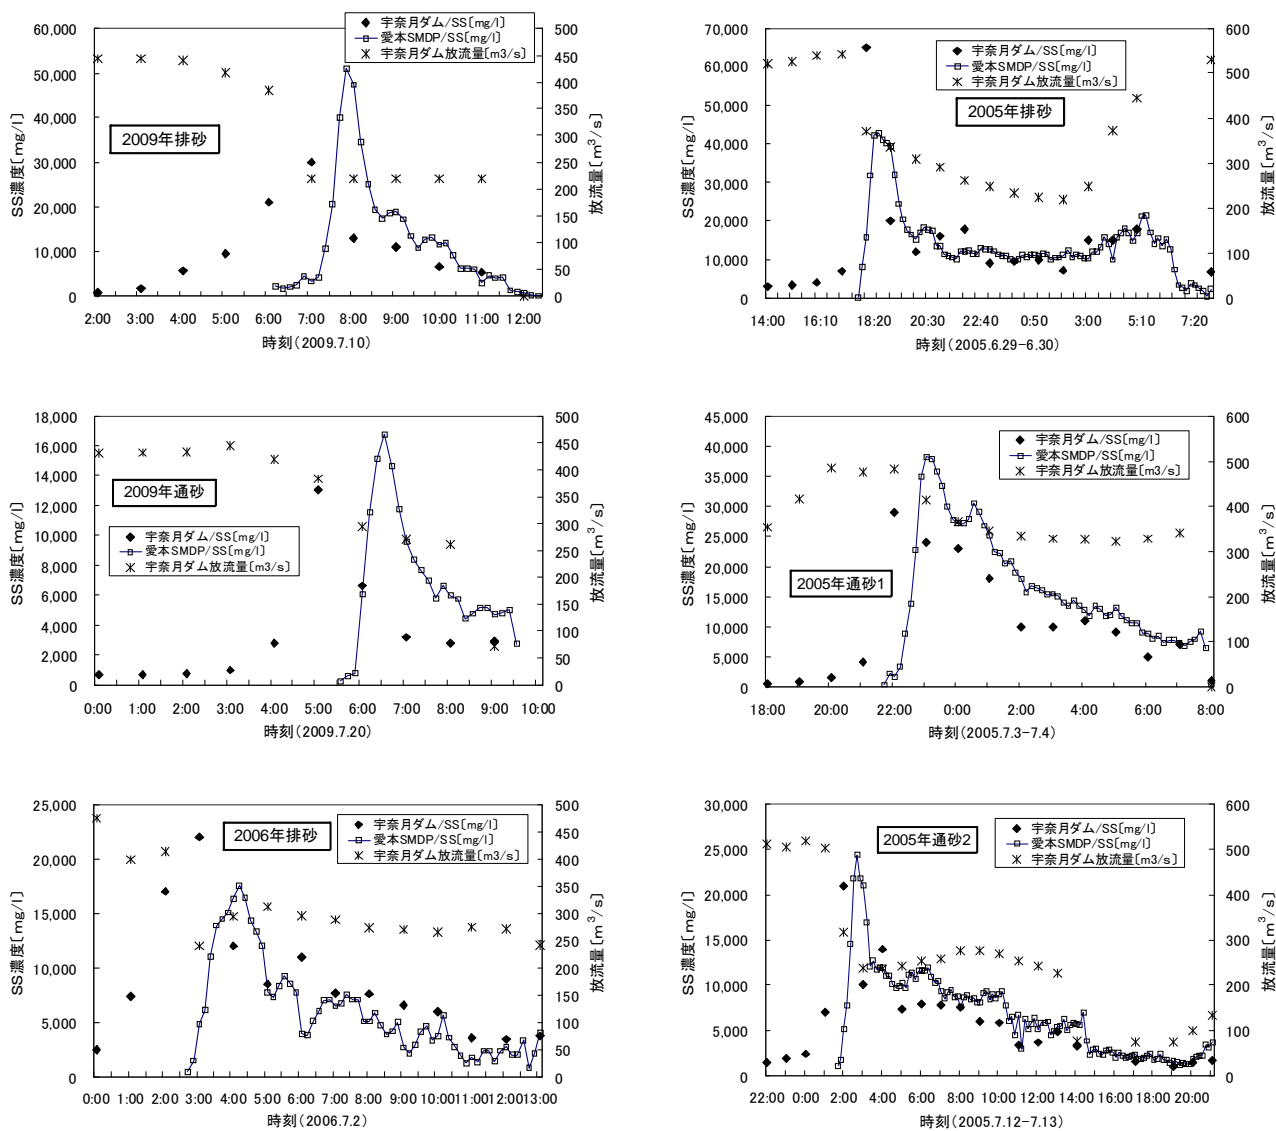 2009年排砂
宇奈月ダム/SS[mg/l]
愛本SMDP/SS[mg/l]
宇奈月ダム放流量[m3/s]
SS濃度[mg/l]
放流量[m³/s]
60,000
50,000
40,000
30,000
20,000
10,000
0
500
450
400
350
300
250
200
150
100
50
0
2:00 3:00 4:00 5:00 6:00 7:00 8:00 9:00 10:00 11:00 12:00
時刻(2009.7.10)
2005年排砂
宇奈月ダム/SS[mg/l]
愛本SMDP/SS[mg/l]
宇奈月ダム放流量[m3/s]
SS濃度[mg/l]
放流量[m³/s]
70,000
60,000
50,000
40,000
30,000
20,000
10,000
0
600
500
400
300
200
100
0
14:00 16:10 18:20 20:30 22:40 0:50 3:00 5:10 7:20
時刻(2005.6.29-6.30)
2009年通砂
宇奈月ダム/SS[mg/l]
愛本SMDP/SS[mg/l]
宇奈月ダム放流量[m3/s]
SS濃度[mg/l]
放流量[m³/s]
18,000
16,000
14,000
12,000
10,000
8,000
6,000
4,000
2,000
0
500
450
400
350
300
250
200
150
100
50
0
0:00 1:00 2:00 3:00 4:00 5:00 6:00 7:00 8:00 9:00 10:00
時刻(2009.7.20)
2005年通砂1
宇奈月ダム/SS[mg/l]
愛本SMDP/SS[mg/l]
宇奈月ダム放流量[m3/s]
SS濃度[mg/l]
放流量[m³/s]
45,000
40,000
35,000
30,000
25,000
20,000
15,000
10,000
5,000
0
600
500
400
300
200
100
0
18:00 20:00 22:00 0:00 2:00 4:00 6:00 8:00
時刻(2005.7.3-7.4)
2006年排砂
宇奈月ダム/SS[mg/l]
愛本SMDP/SS[mg/l]
宇奈月ダム放流量[m3/s]
SS濃度[mg/l]
放流量[m³/s]
25,000
20,000
15,000
10,000
5,000
0
500
450
400
350
300
250
200
150
100
50
0
0:00 1:00 2:00 3:00 4:00 5:00 6:00 7:00 8:00 9:00 10:00 11:00 12:00 13:00
時刻(2006.7.2)
2005年通砂2
宇奈月ダム/SS[mg/l]
愛本SMDP/SS[mg/l]
宇奈月ダム放流量[m3/s]
SS濃度[mg/l]
放流量[m³/s]
30,000
25,000
20,000
15,000
10,000
5,000
0
600
500
400
300
200
100
0
22:00 0:00 2:00 4:00 6:00 8:00 10:00 12:00 14:00 16:00 18:00 20:00
時刻(2005.7.12-7.13)